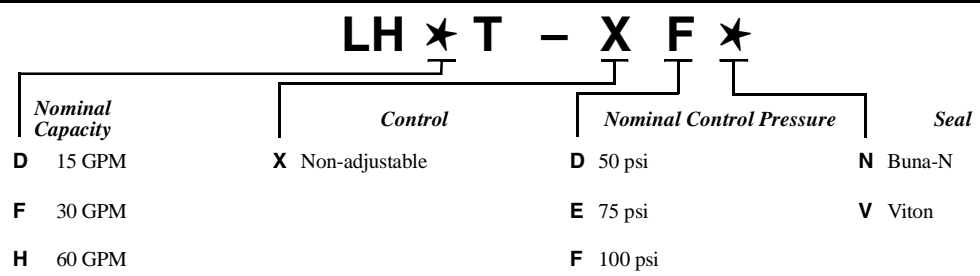 LH ✶ T – X F ✶
Nominal Capacity Control Nominal Control Pressure Seal
D 15 GPM X Non-adjustable D 50 psi N Buna-N
F 30 GPM E 75 psi V Viton
H 60 GPM F 100 psi